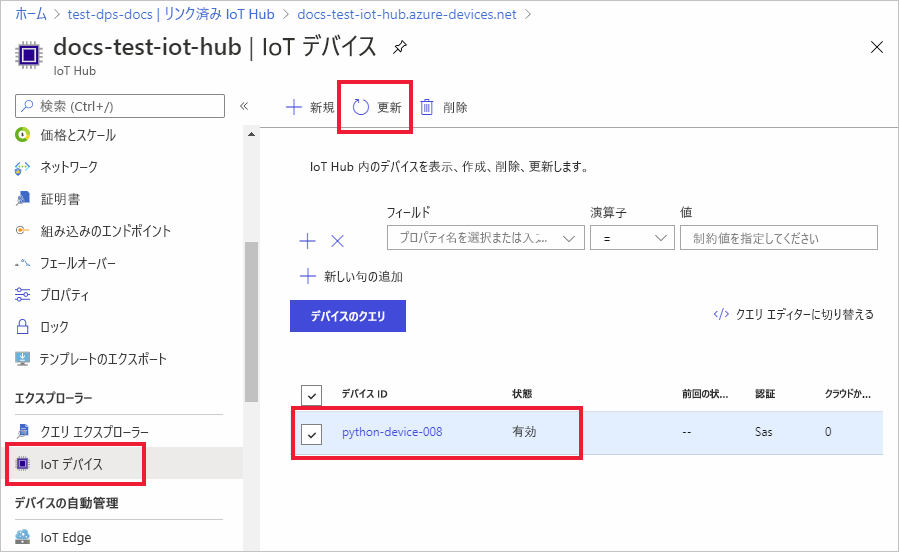 ホーム > test-dps-docs | リンク済み IoT Hub > docs-test-iot-hub.azure-devices.net >
docs-test-iot-hub | IoT デバイス
IoT Hub
検索 (Ctrl+/)
«
価格とスケール
ネットワーク
証明書
組み込みのエンドポイント
フェールオーバー
プロパティ
ロック
テンプレートのエクスポート
エクスプローラー
クエリ エクスプローラー
IoT デバイス
デバイスの自動管理
IoT Edge
新規 更新 削除
IoT Hub 内のデバイスを表示、作成、削除、更新します。
フィールド 演算子 値
プロパティ名を選択または入... = 制約値を指定してください
新しい句の追加
デバイスのクエリ
</> クエリ エディターに切り替える
デバイス ID 状態 前回の状... 認証 クラウドか...
python-device-008 有効 -- Sas 0